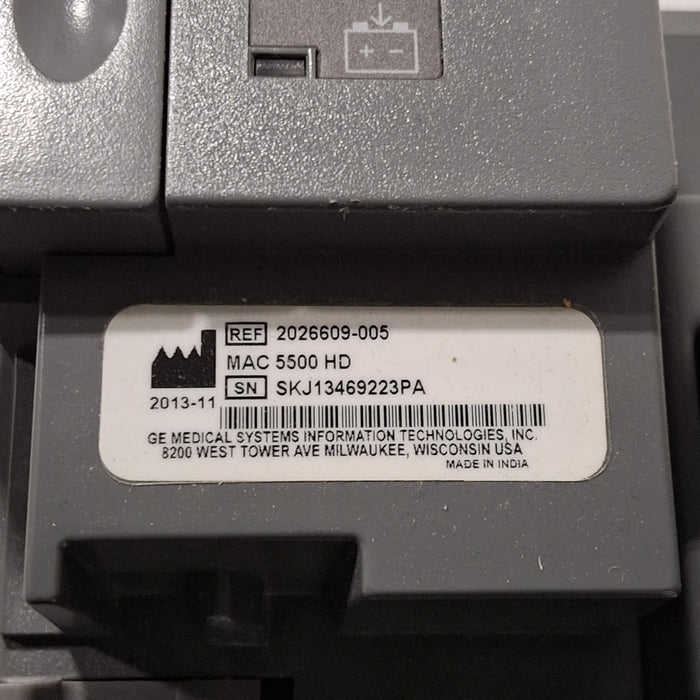 REF 2026609-005
MAC 5500 HD
SN SKJ13469223PA
2013-11
GE MEDICAL SYSTEMS INFORMATION TECHNOLOGIES, INC.
8200 WEST TOWER AVE MILWAUKEE, WISCONSIN USA
MADE IN INDIA